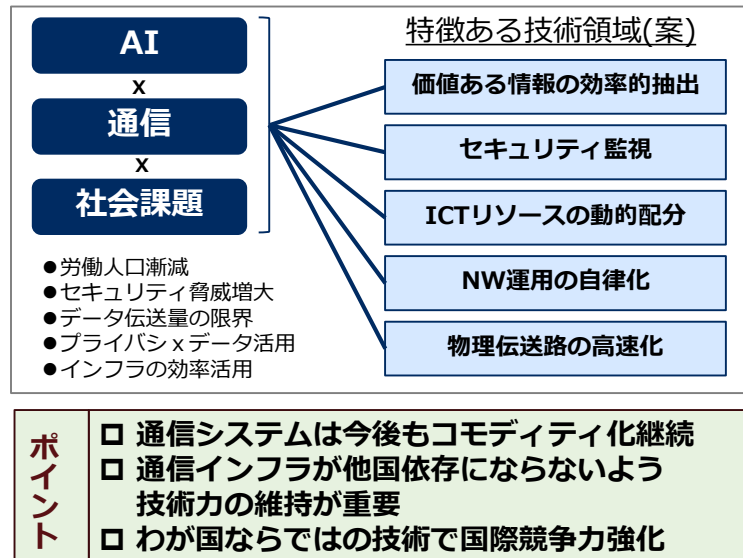 AI
x
通信
x
社会課題
●労働人口漸減
●セキュリティ脅威増大
●データ伝送量の限界
●プライバシｘデータ活用
●インフラの効率活用
特徴ある技術領域(案)
価値ある情報の効率的抽出
セキュリティ監視
ICTリソースの動的配分
NW運用の自律化
物理伝送路の高速化
ポイント
□ 通信システムは今後もコモディティ化継続
□ 通信インフラが他国依存にならないよう
技術力の維持が重要
□ わが国ならではの技術で国際競争力強化